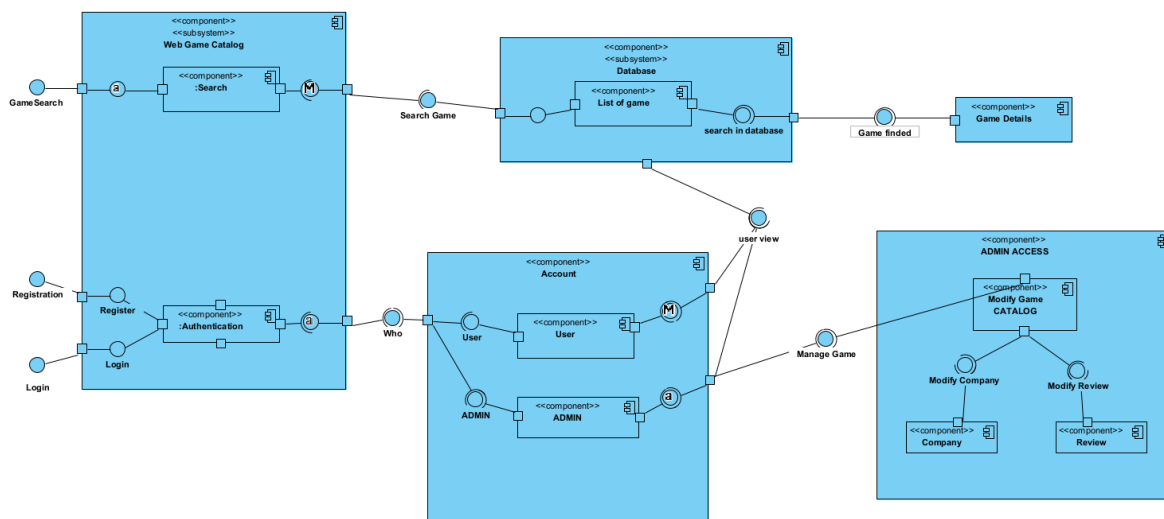 <<component>>
<<subsystem>>
Web Game Catalog
GameSearch
a
<<component>>
:Search
M
Search Game
<<component>>
<<subsystem>>
Database
<<component>>
List of game
search in database
Game finded
<<component>>
Game Details
Registration
Register
Login
Login
<<component>>
:Authentication
a
Who
<<component>>
Account
User
<<component>>
User
M
ADMIN
<<component>>
ADMIN
a
user view
Manage Game
<<component>>
ADMIN ACCESS
<<component>>
Modify Game
CATALOG
Modify Company
Modify Review
<<component>>
Company
<<component>>
Review